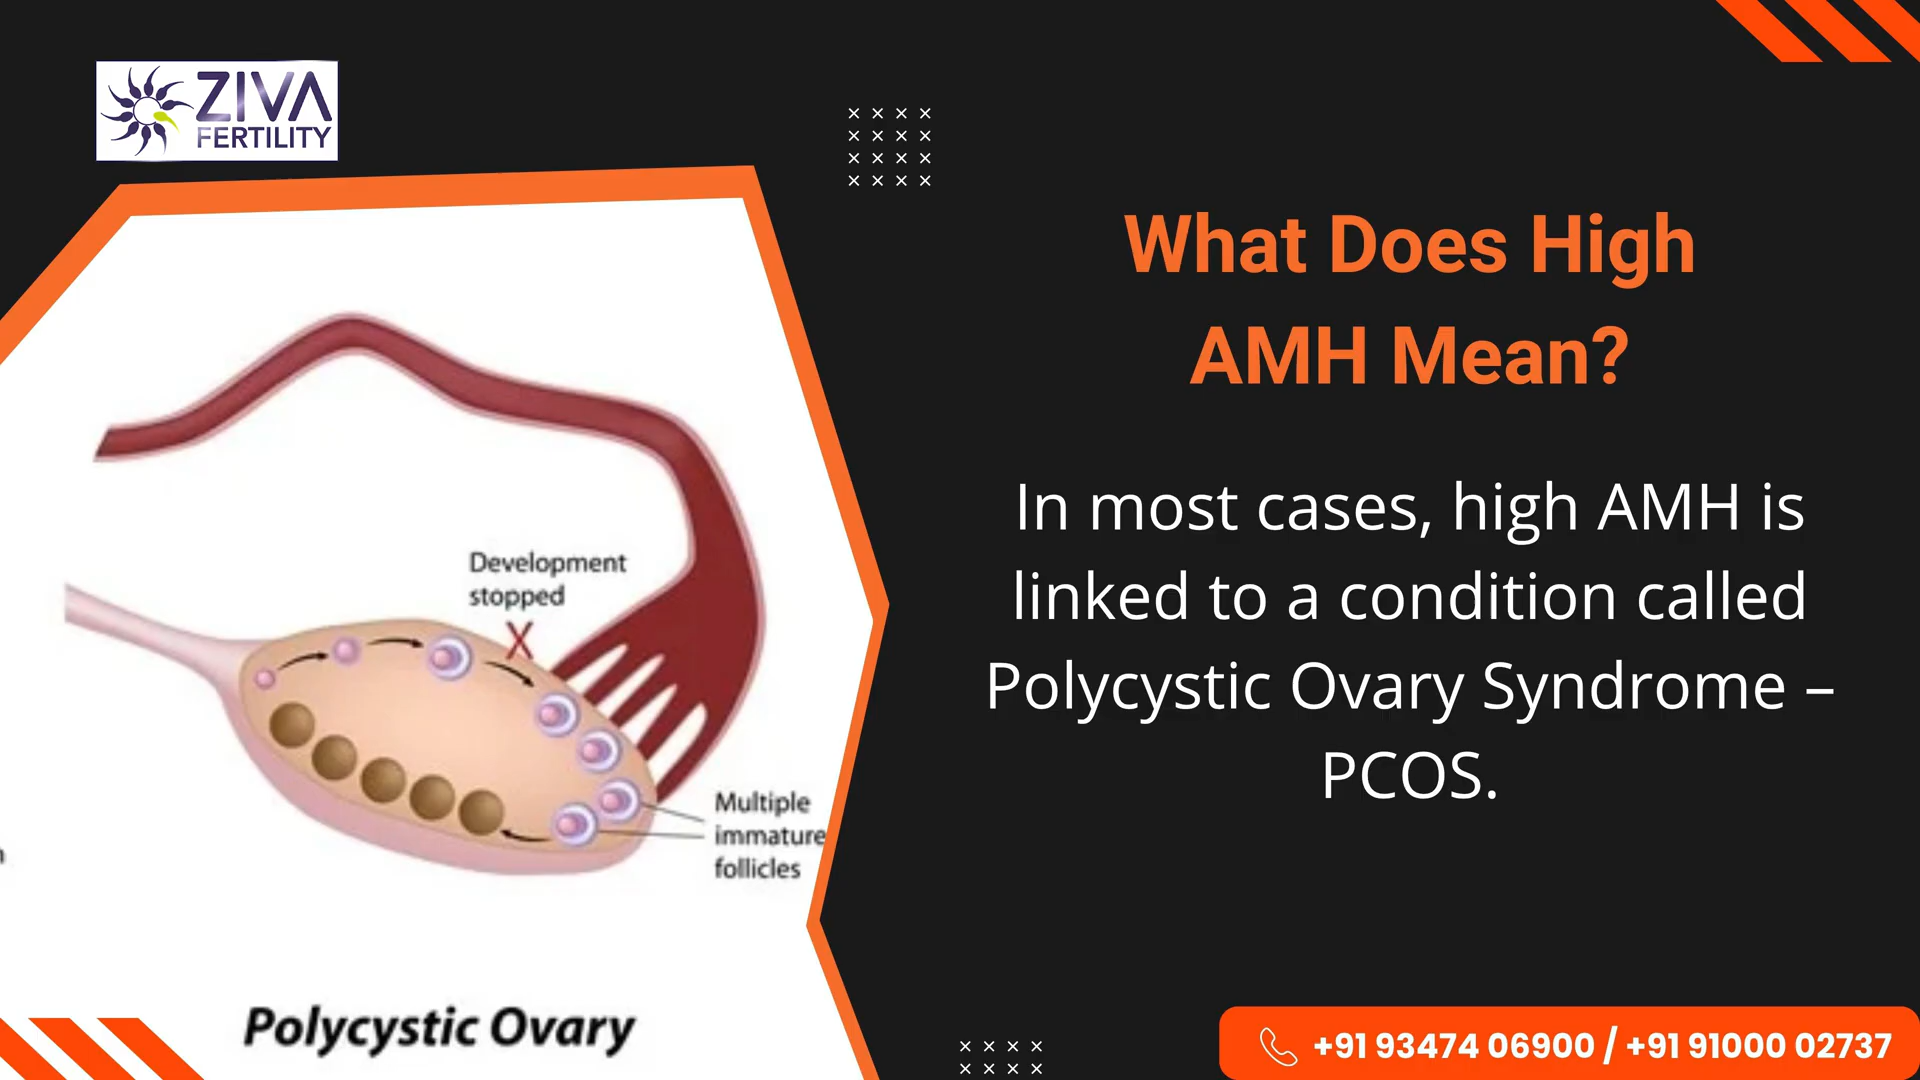 ZIVA
FERTILITY
What Does High
AMH Mean?
In most cases, high AMH is
linked to a condition called
Polycystic Ovary Syndrome –
PCOS.
Development
stopped
X
Multiple
immature
follicles
Polycystic Ovary
+91 93474 06900 / +91 91000 02737